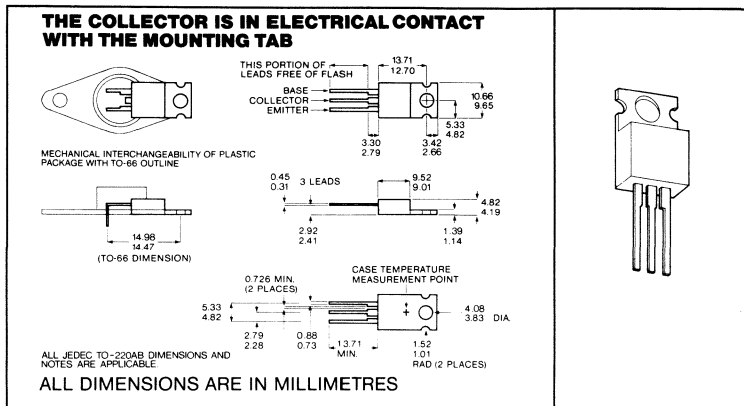 THE COLLECTOR IS IN ELECTRICAL CONTACT
WITH THE MOUNTING TAB
THIS PORTION OF
LEADS FREE OF FLASH
BASE
COLLECTOR
EMITTER
13.71
12.70
10.66
9.65
5.33
4.82
3.30
2.79
3.42
2.66
MECHANICAL INTERCHANGEABILITY OF PLASTIC
PACKAGE WITH TO-66 OUTLINE
14.98
14.47
(TO-66 DIMENSION)
0.45
0.31
3 LEADS
9.52
9.01
4.82
4.19
2.92
2.41
1.39
1.14
0.726 MIN.
(2 PLACES)
CASE TEMPERATURE
MEASUREMENT POINT
5.33
4.82
2.79
2.28
0.88
0.73
13.71
MIN.
4.08
3.83 DIA.
1.52
1.01
RAD (2 PLACES)
ALL JEDEC TO-220AB DIMENSIONS AND
NOTES ARE APPLICABLE.
ALL DIMENSIONS ARE IN MILLIMETRES